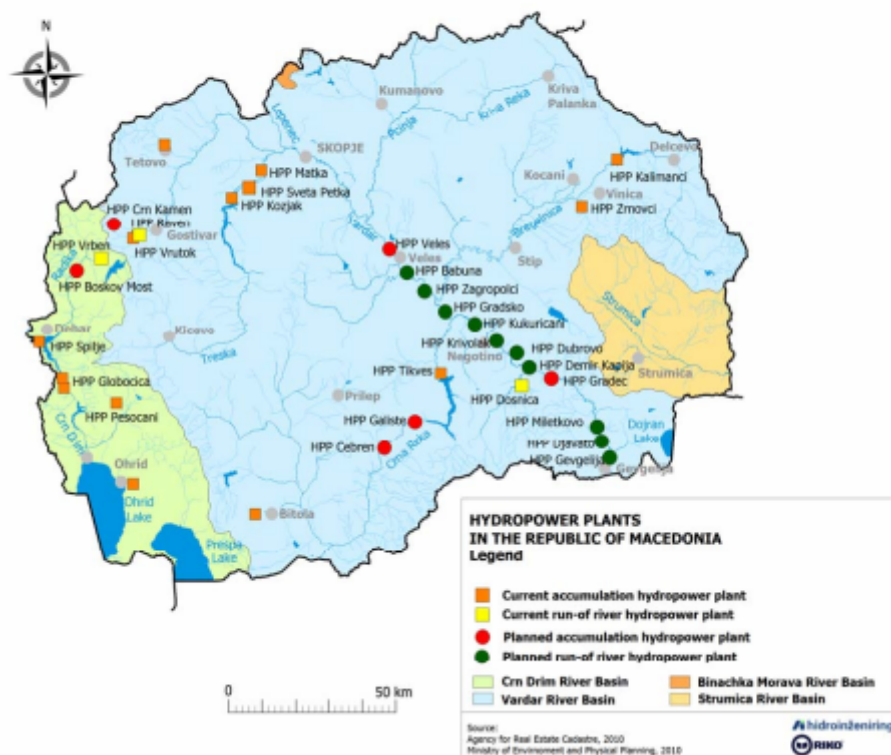 Kumanovo
Kriva
Palanka
Kriva Reka
Pcinja
Lepenec
SKOPJE
Tetovo
Delcevo
HPP Matka
HPP Kalimanci
Kocani
HPP Sveta Petka
HPP Kozjak
Vinica
HPP Zrnovci
HPP Crn Kamen
HPP Raven
Gostivar
Bregalnica
Vardar
HPP Vrben
HPP Vrutok
HPP Veles
Veles
Stip
Radika
HPP Boskov Most
HPP Babuna
HPP Zagropolci
HPP Gradsko
Strumica
Debar
Kicevo
HPP Kukuricani
HPP Spilje
HPP Krivolak
Negotino
HPP Dubrovo
Treska
HPP Demir Kapija
Strumica
HPP Tikves
HPP Gradec
HPP Globocica
HPP Dosnica
Prilep
HPP Pesocani
HPP Galiste
HPP Miletkovo
Dojran
Lake
Crn Drim
HPP Cebren
Crna Reka
HPP Djavato
HPP Gevgelija
Gevgelija
Ohrid
Ohrid
Lake
Bitola
Prespa
Lake
HYDROPOWER PLANTS
IN THE REPUBLIC OF MACEDONIA
Legend
Current accumulation hydropower plant
Current run-of river hydropower plant
Planned accumulation hydropower plant
Planned run-of river hydropower plant
Crn Drim River Basin
Binachka Morava River Basin
Vardar River Basin
Strumica River Basin
0 50 km
Source:
Agency for Real Estate Cadastre, 2010
Ministry of Environment and Physical Planning, 2010
hidroinženiring
RIKO